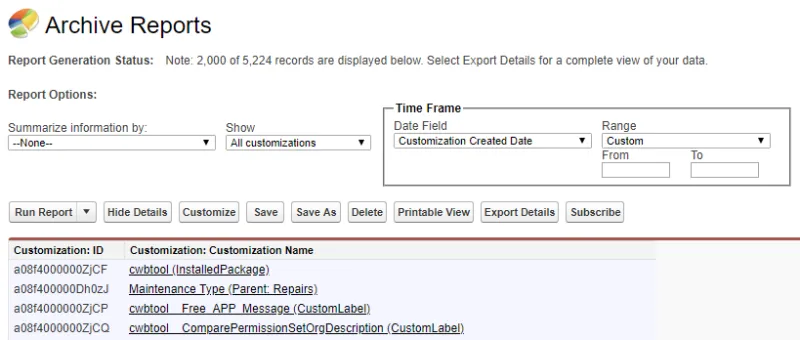 Archive Reports
Report Generation Status: Note: 2,000 of 5,224 records are displayed below. Select Export Details for a complete view of your data.
Report Options:
Time Frame
Summarize information by: Show Date Field Range
--None-- All customizations Customization Created Date Custom
From To
Run Report Hide Details Customize Save Save As Delete Printable View Export Details Subscribe
Customization: ID Customization: Customization Name
a08f4000000ZjCF cwbtool (InstalledPackage)
a08f400000Dh0zJ Maintenance Type (Parent: Repairs)
a08f4000000ZjCP cwbtool__Free_APP_Message (CustomLabel)
a08f4000000ZjCQ cwbtool__ComparePermissionSetOrgDescription (CustomLabel)